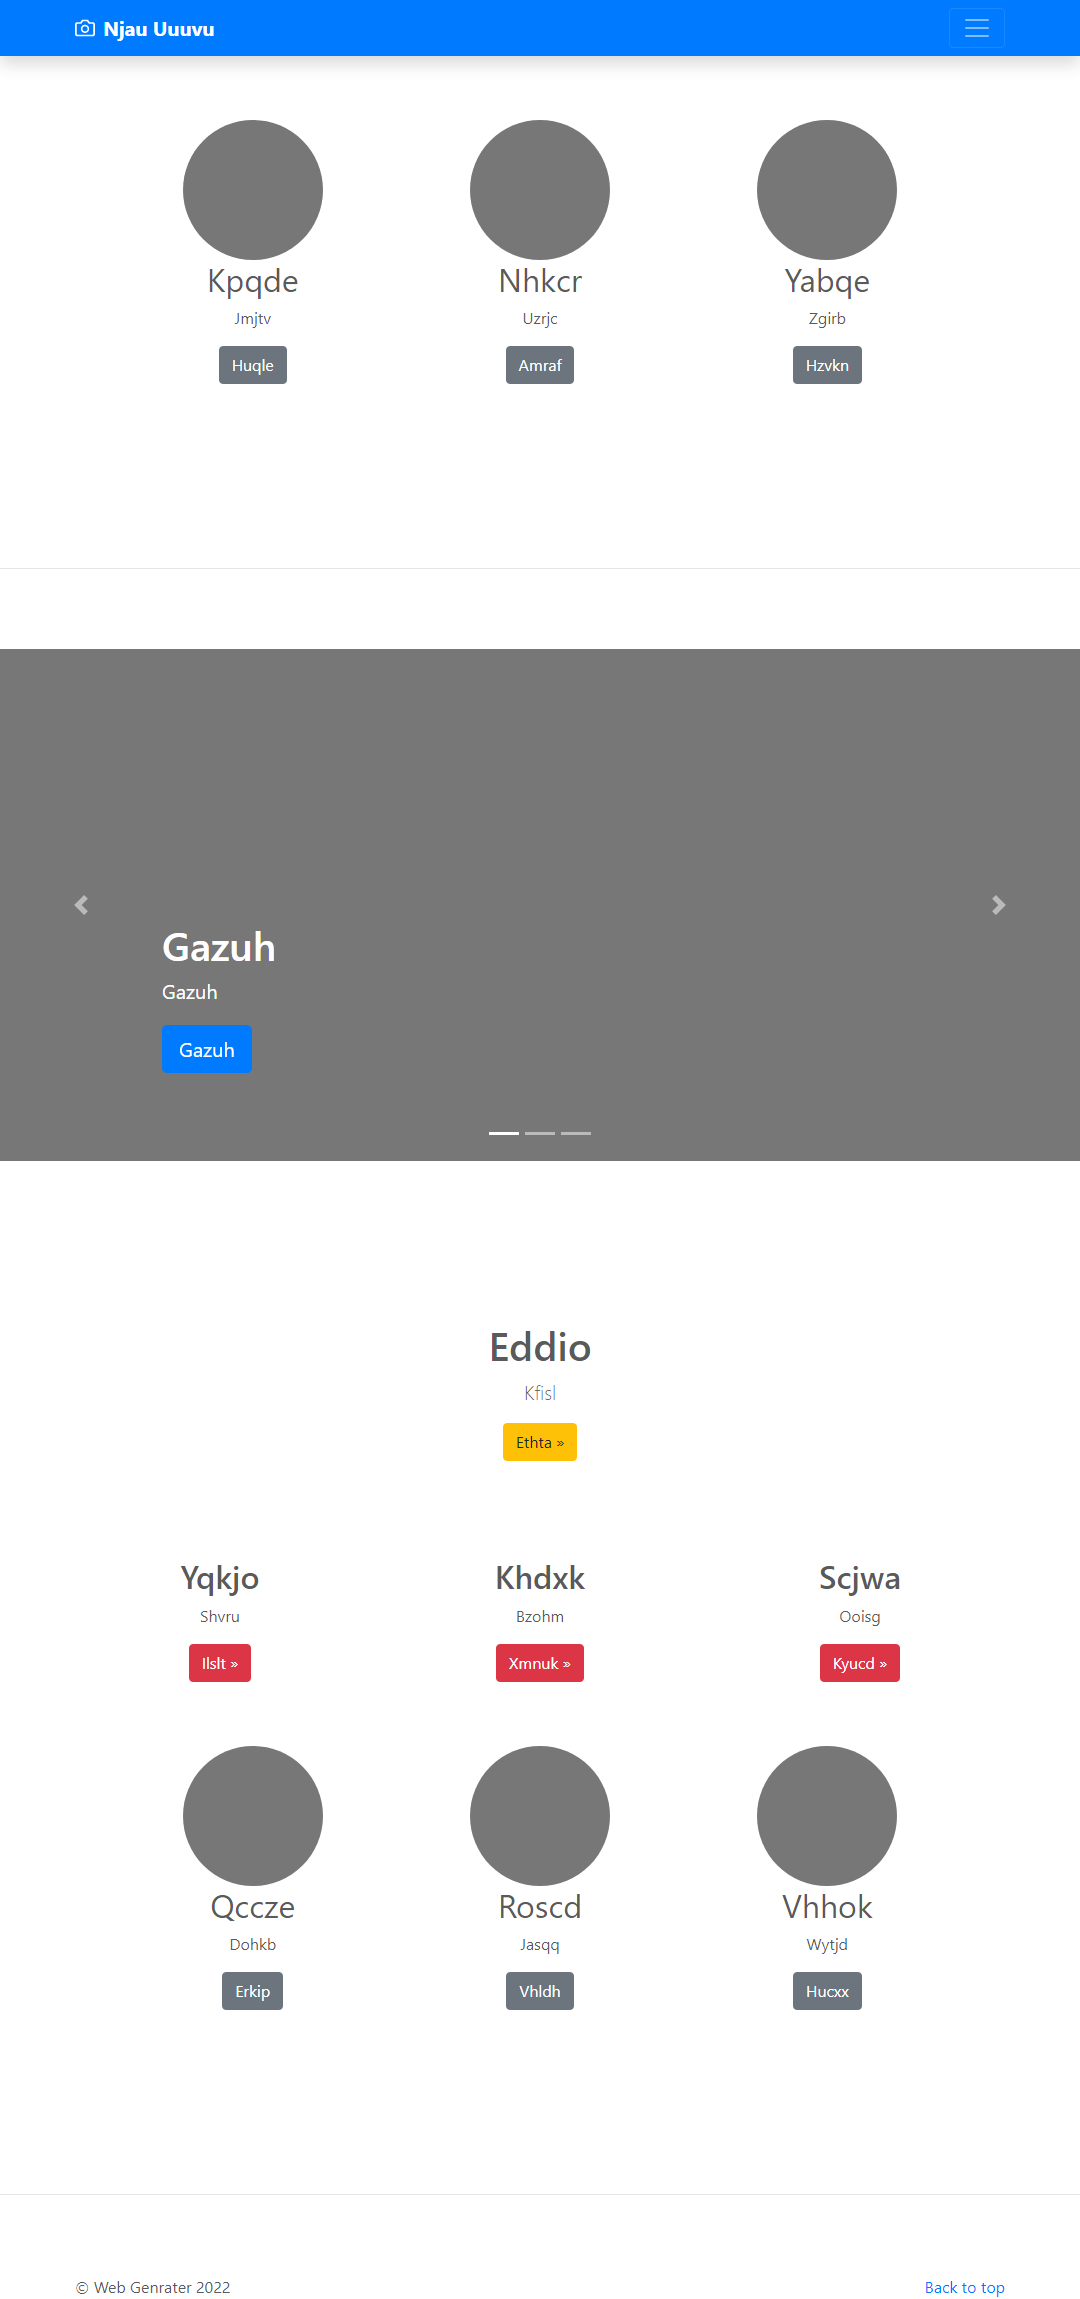 Njau Uuuvu
Kpqde
Jmjtv
Huqle
Nhkcr
Uzrjc
Amraf
Yabqe
Zgirb
Hzvkn
Gazuh
Gazuh
Gazuh
Eddio
Kfisl
Ethta »
Yqkjo
Shvru
Ilslt »
Khdxk
Bzohm
Xmnuk »
Scjwa
Ooisg
Kyucd »
Qccze
Dohkb
Erkip
Roscd
Jasqq
Vhldh
Vhhok
Wytjd
Hucxx
© Web Genrater 2022
Back to top